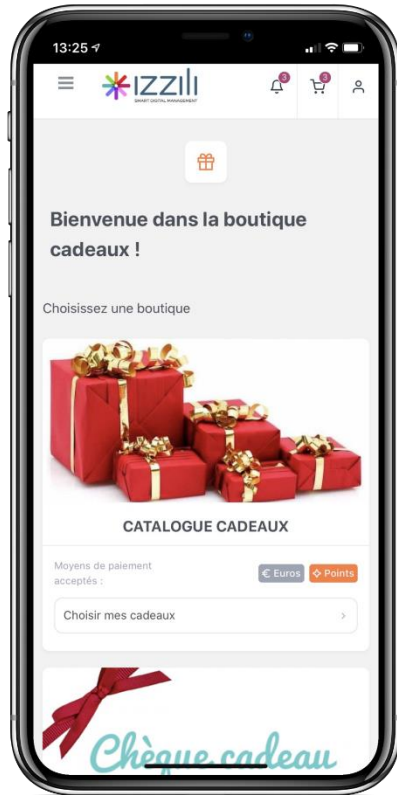 13:25
izzili
SMART DIGITAL MANAGEMENT
3
3
Bienvenue dans la boutique
cadeaux !
Choisissez une boutique
CATALOGUE CADEAUX
Moyens de paiement
acceptés :
€ Euros
Points
Choisir mes cadeaux
Chèque cadeau